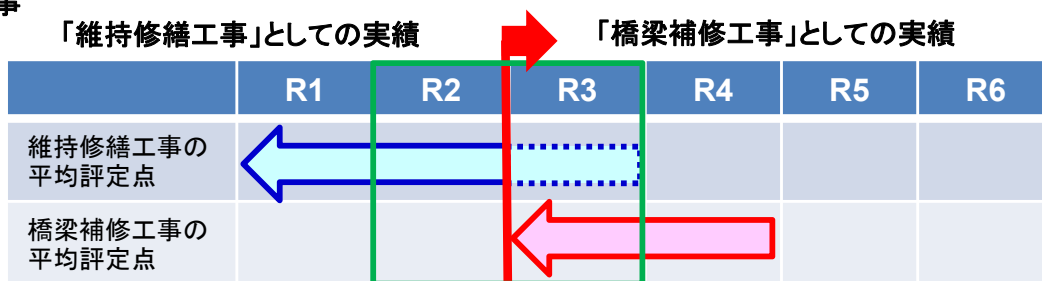 事
「維持修繕工事」としての実績
「橋梁補修工事」としての実績
R1 R2 R3 R4 R5 R6
維持修繕工事の
平均評定点
橋梁補修工事の
平均評定点